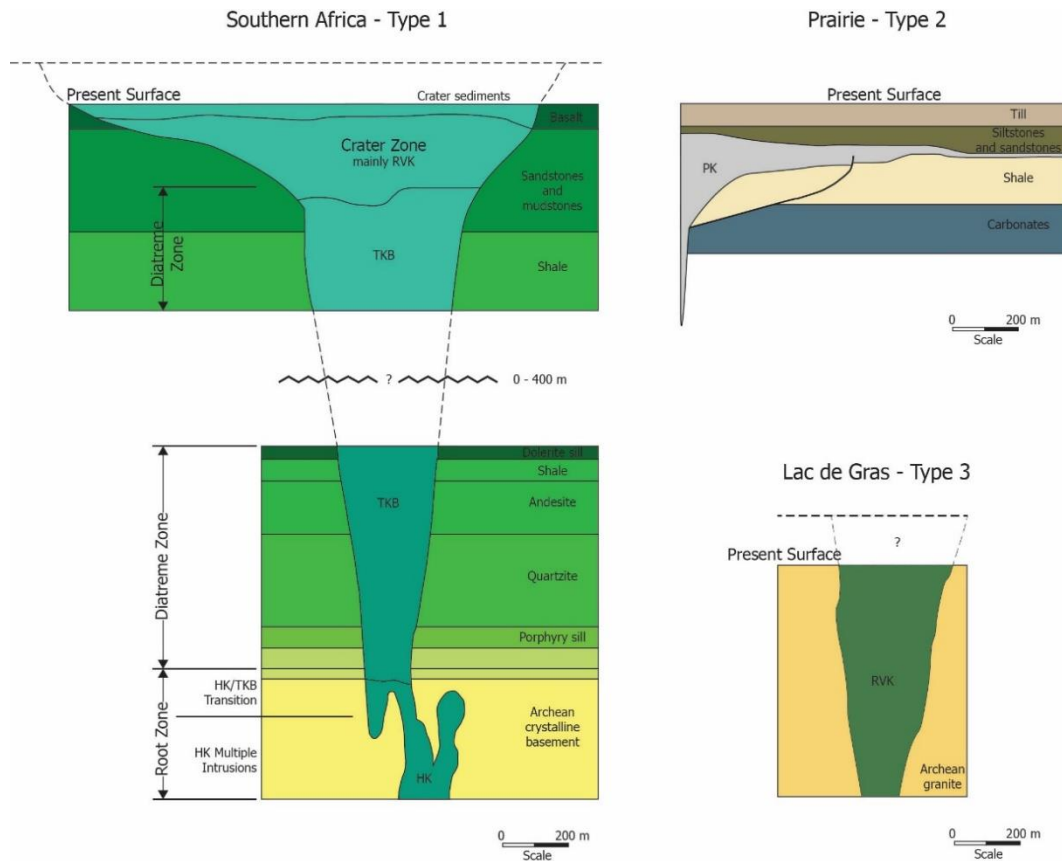 Southern Africa - Type 1
Present Surface
Crater sediments
Basalt
Crater Zone
mainly RVK
Sandstones
and
mudstones
Diatreme
Zone
TKB
Shale
?
0 - 400 m
Dolerite sill
Shale
TKB
Andesite
Diatreme Zone
Quartzite
Porphyry sill
HK/TKB
Transition
Root Zone
Archean
crystalline
basement
HK Multiple
Intrusions
HK
0 200 m
Scale
Prairie - Type 2
Present Surface
Till
Siltstones
and sandstones
PK
Shale
Carbonates
0 200 m
Scale
Lac de Gras - Type 3
?
Present Surface
RVK
Archean
granite
0 200 m
Scale